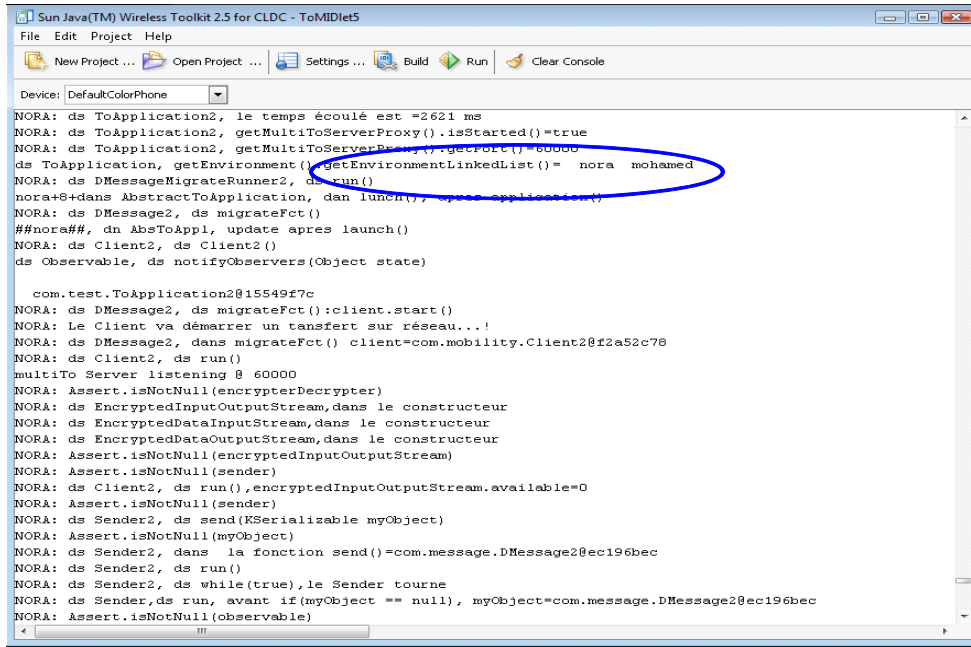 Sun Java(TM) Wireless Toolkit 2.5 for CLDC - ToMIDlet5
File Edit Project Help
New Project ... Open Project ... Settings ... Build Run Clear Console
Device: DefaultColorPhone
NORA: ds ToApplication2, le temps écoulé est =2621 ms
NORA: ds ToApplication2, getMultiToServerProxy().isStarted()=true
NORA: ds ToApplication2, getMultiToServerProxy().getPort()=60000
ds ToApplication, getEnvironment().getEnvironmentLinkedList()= nora mohamed
NORA: ds DMessageMigrateRunner2, ds run()
nora+8+dans AbstractToApplication, dan lunch(), apres application()
NORA: ds DMessage2, ds migrateFct()
##nora##, dn AbsToAppl, update apres launch()
NORA: ds Client2, ds Client2()
ds Observable, ds notifyObservers(Object state)
com.test.ToApplication2@15549f7c
NORA: ds DMessage2, ds migrateFct():client.start()
NORA: Le Client va démarrer un tansfert sur réseau...!
NORA: ds DMessage2, dans migrateFct() client=com.mobility.Client2@f2a52c78
NORA: ds Client2, ds run()
multiTo Server listening @ 60000
NORA: Assert.isNotNull(encrypterDecrypter)
NORA: ds EncryptedInputOutputStream,dans le constructeur
NORA: ds EncryptedDataInputStream,dans le constructeur
NORA: ds EncryptedDataOutputStream,dans le constructeur
NORA: Assert.isNotNull(encryptedInputOutputStream)
NORA: Assert.isNotNull(sender)
NORA: ds Client2, ds run(),encryptedInputOutputStream.available=0
NORA: Assert.isNotNull(sender)
NORA: ds Sender2, ds send(KSerializable myObject)
NORA: Assert.isNotNull(myObject)
NORA: ds Sender2, dans la fonction send()=com.message.DMessage2@ec196bec
NORA: ds Sender2, ds run()
NORA: ds Sender2, ds while(true),le Sender tourne
NORA: ds Sender,ds run, avant if(myObject == null), myObject=com.message.DMessage2@ec196bec
NORA: Assert.isNotNull(observable)